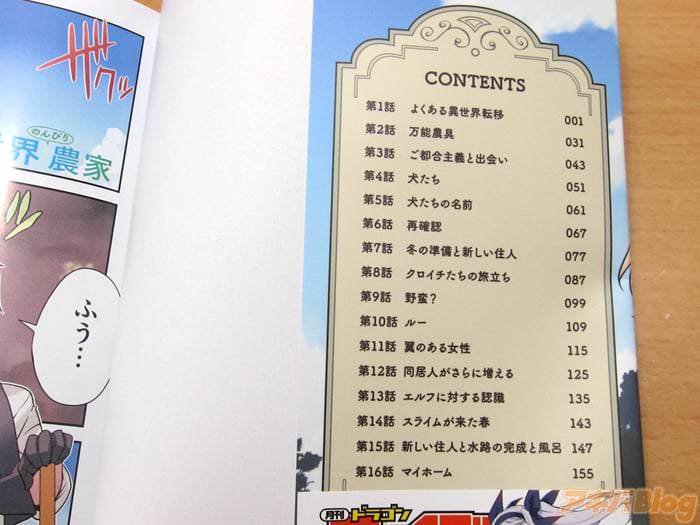 ザ
クッ
のんびり
世界 農家
ふう…
CONTENTS
第1話 よくある異世界転移 001
第2話 万能農具 031
第3話 ご都合主義と出会い 043
第4話 犬たち 051
第5話 犬たちの名前 061
第6話 再確認 067
第7話 冬の準備と新しい住人 077
第8話 クロイチたちの旅立ち 087
第9話 野蛮？ 099
第10話 ルー 109
第11話 翼のある女性 115
第12話 同居人がさらに増える 125
第13話 エルフに対する認識 135
第14話 スライムが来た春 143
第15話 新しい住人と水路の完成と風呂 147
第16話 マイホーム 155
月刊 ドラゴン
アキバBlog